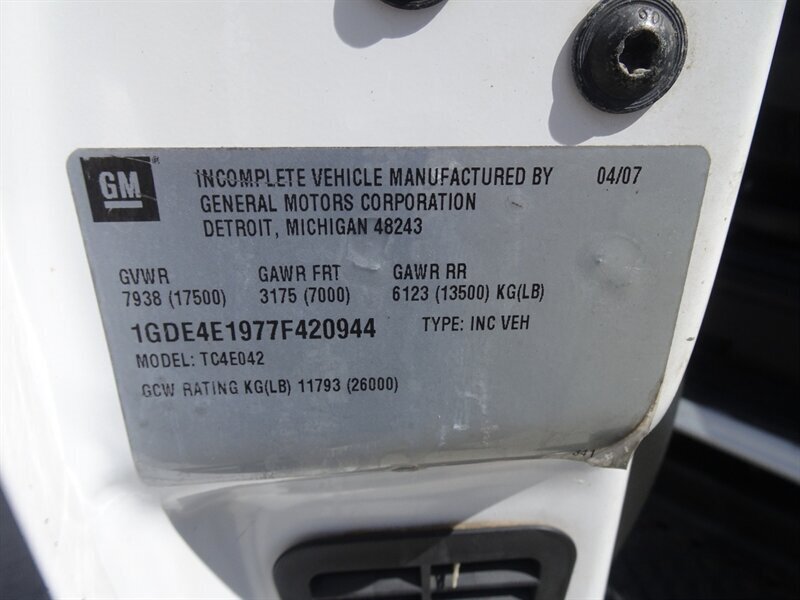 60
GM
INCOMPLETE VEHICLE MANUFACTURED BY 04/07
GENERAL MOTORS CORPORATION
DETROIT, MICHIGAN 48243
GVWR GAWR FRT GAWR RR
7938 (17500) 3175 (7000) 6123 (13500) KG(LB)
1GDE4E1977F420944 TYPE: INC VEH
MODEL: TC4E042
GCW RATING KG(LB) 11793 (26000)